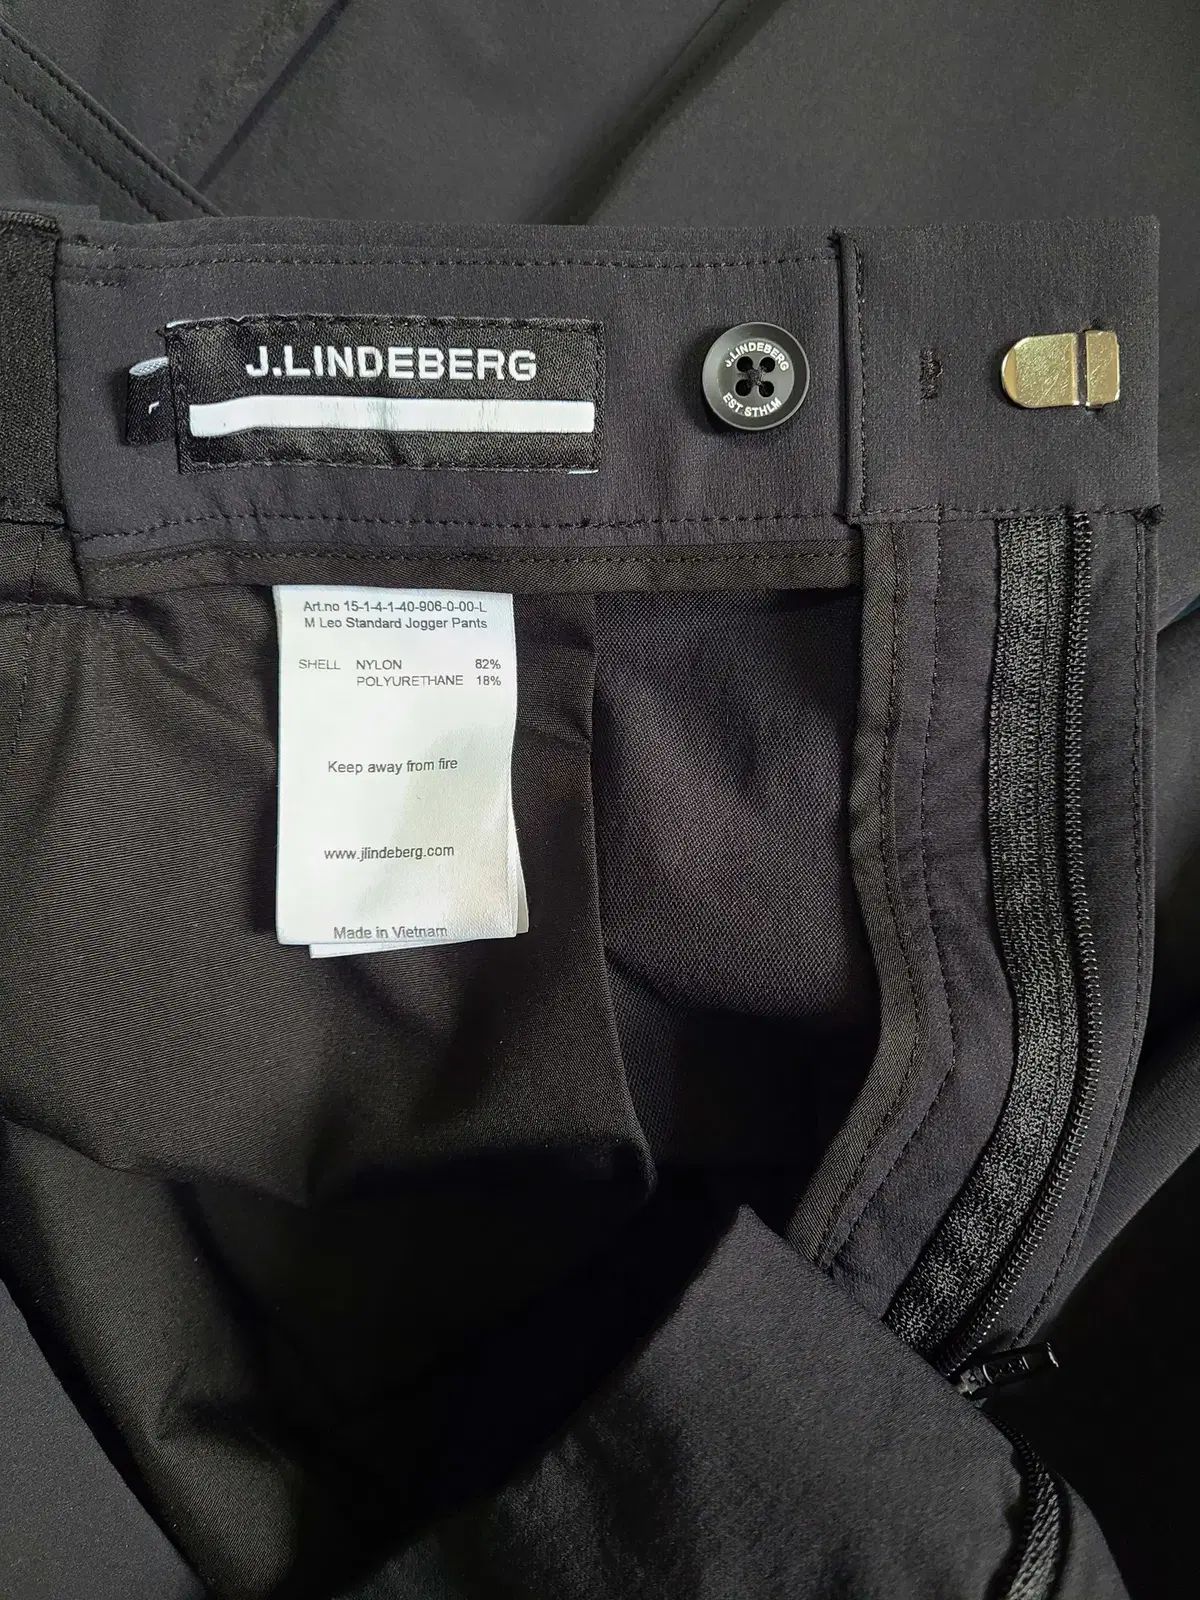 J.LINDEBERG
J.LINDEBERG
EST. STHLM
Art.no 15-1-4-1-40-906-0-00-L
M Leo Standard Jogger Pants
SHELL NYLON 82%
POLYURETHANE 18%
Keep away from fire
www.jlindeberg.com
Made in Vietnam